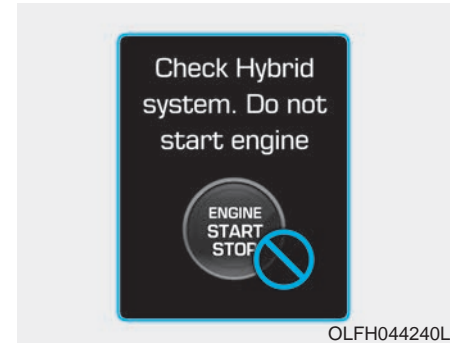 Check Hybrid
system. Do not
start engine
ENGINE
START
STOP
OLFH044240L